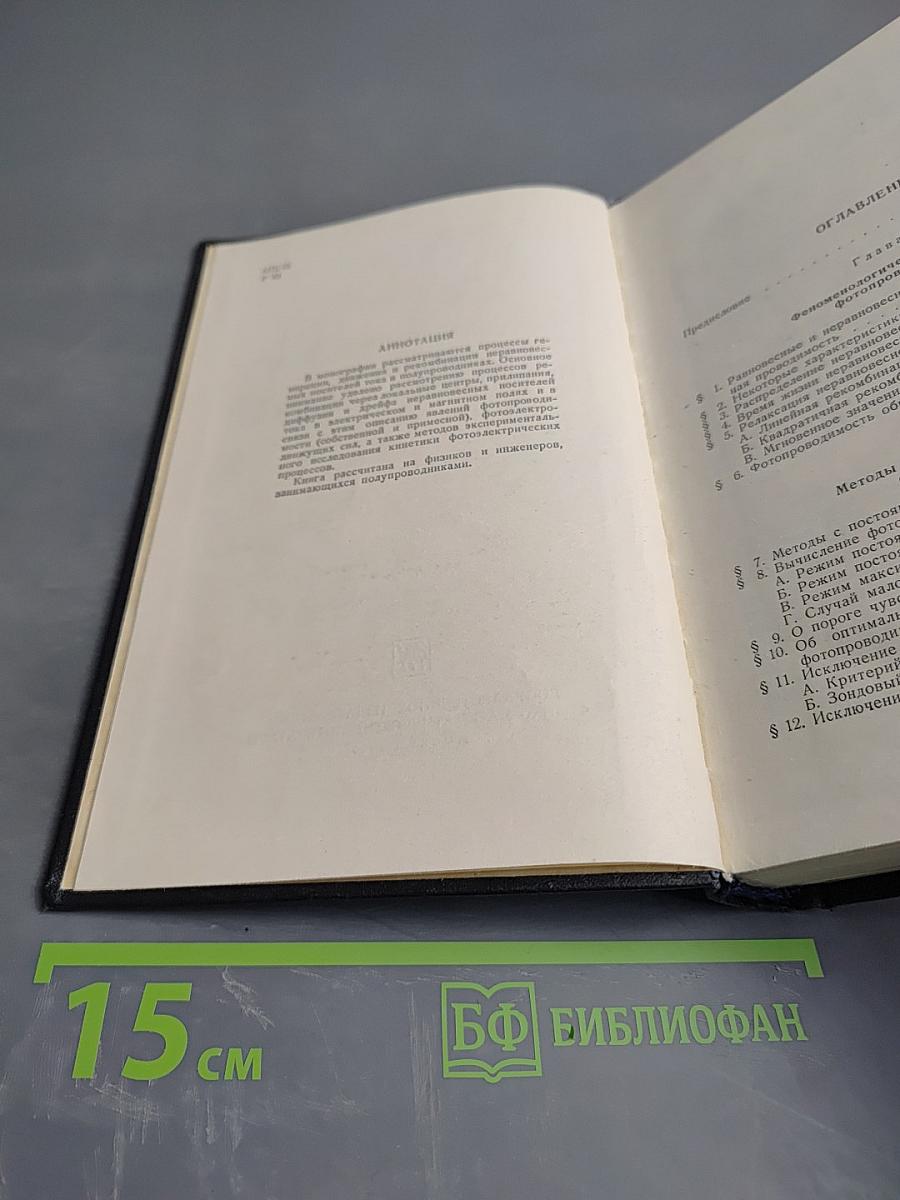 АННОТАЦИЯ
В монографии рассматриваются процессы ге-
нерации, движения и рекомбинации неравновес-
ных носителей тока в полупроводниках. Основное
внимание уделено рассмотрению процессов ре-
комбинации через локальные центры, прилипания,
диффузии и дрейфа неравновесных носителей
тока в электрическом и магнитном полях и в
связи с этим описанию явлений фотопроводи-
мости (собственной и примесной), фотоэлектро-
движущих сил, а также методов эксперименталь-
ного исследования кинетики фотоэлектрических
процессов.
Книга рассчитана на физиков и инженеров,
занимающихся полупроводниками.
ОГЛАВЛЕН
Предисловие
Глава
Феноменологиче
фотопров
§ 1. Равновесные и неравновесн
ная проводимость
§ 2. Некоторые характеристик
§ 3. Распределение неравновес
§ 4. Время жизни неравновес
§ 5. Релаксация неравновесно
А. Линейная рекомбина
Б. Квадратичная рекомб
В. Мгновенное значени
§ 6. Фотопроводимость об
Методы
§ 7. Методы с постоя
§ 8. Вычисление фото
А. Режим постоя
Б. Режим посто
В. Режим макси
Г. Случай мало
§ 9. О пороге чувс
§ 10. Об оптималь
фотопроводи
§ 11. Исключение
А. Критерий
Б. Зондовый
§ 12. Исключени
15 см
БФ БИБЛИОФАН